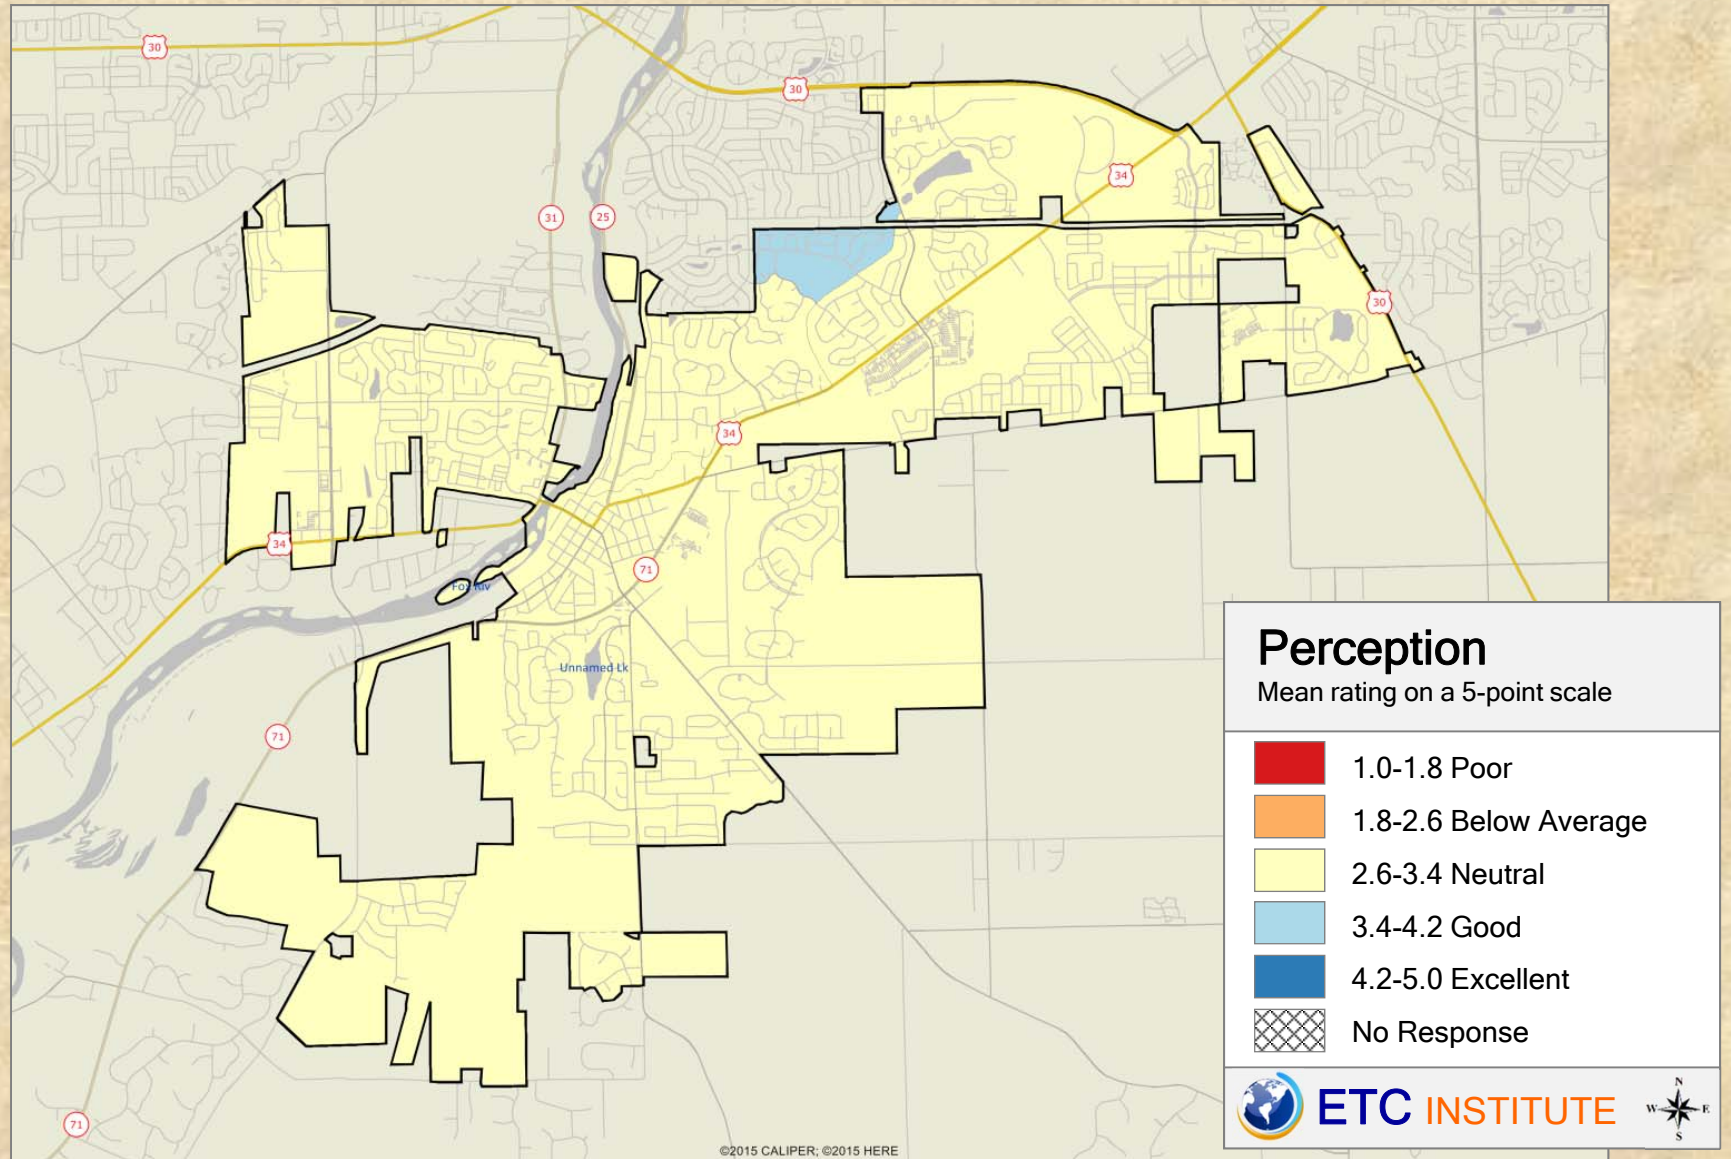 30
30
34
31
25
30
34
34
71
Fox Riv
Unnamed Lk
71
71
Perception
Mean rating on a 5-point scale
1.0-1.8 Poor
1.8-2.6 Below Average
2.6-3.4 Neutral
3.4-4.2 Good
4.2-5.0 Excellent
No Response
ETC INSTITUTE
N
W E
S
©2015 CALIPER; ©2015 HERE